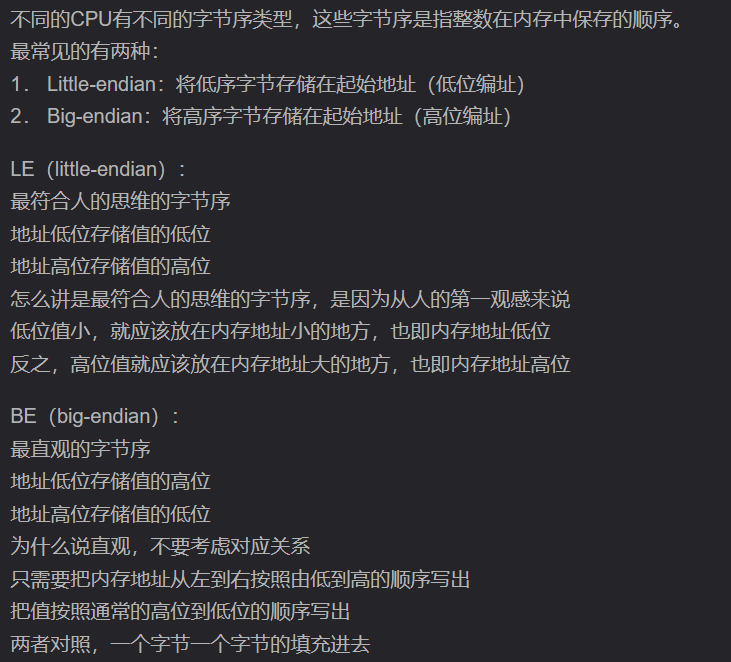 不同的CPU有不同的字节序类型，这些字节序是指整数在内存中保存的顺序。
最常见的有两种：
1． Little-endian：将低序字节存储在起始地址（低位编址）
2． Big-endian：将高序字节存储在起始地址（高位编址）
LE（little-endian）：
最符合人的思维的字节序
地址低位存储值的低位
地址高位存储值的高位
怎么讲是最符合人的思维的字节序，是因为从人的第一观感来说
低位值小，就应该放在内存地址小的地方，也即内存地址低位
反之，高位值就应该放在内存地址大的地方，也即内存地址高位
BE（big-endian）：
最直观的字节序
地址低位存储值的高位
地址高位存储值的低位
为什么说直观，不要考虑对应关系
只需要把内存地址从左到右按照由低到高的顺序写出
把值按照通常的高位到低位的顺序写出
两者对照，一个字节一个字节的填充进去